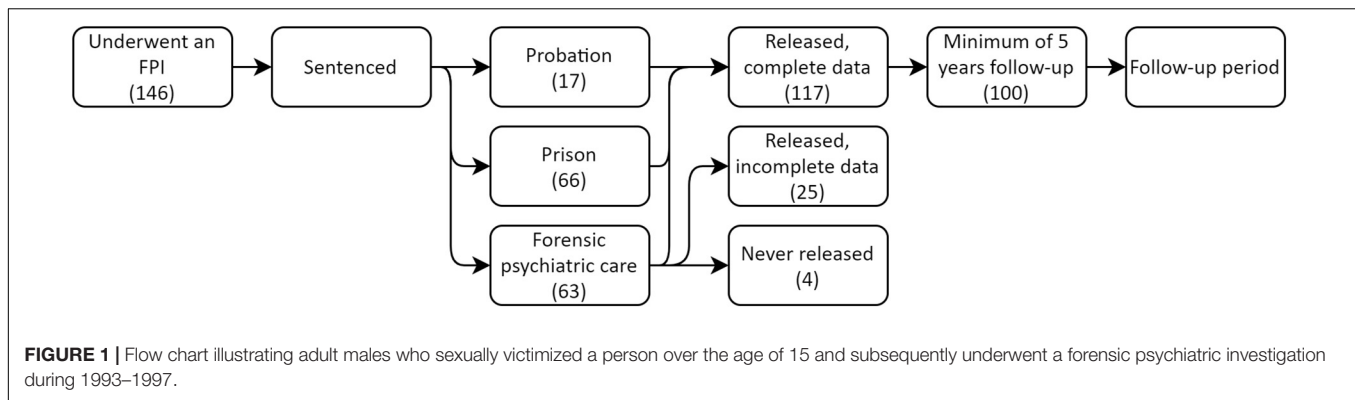 Underwent an
FPI
(146)
Sentenced
Probation
(17)
Prison
(66)
Forensic
psychiatric care
(63)
Released,
complete data
(117)
Released,
incomplete data
(25)
Never released
(4)
Minimum of 5
years follow-up
(100)
Follow-up period
FIGURE 1 | Flow chart illustrating adult males who sexually victimized a person over the age of 15 and subsequently underwent a forensic psychiatric investigation
during 1993–1997.